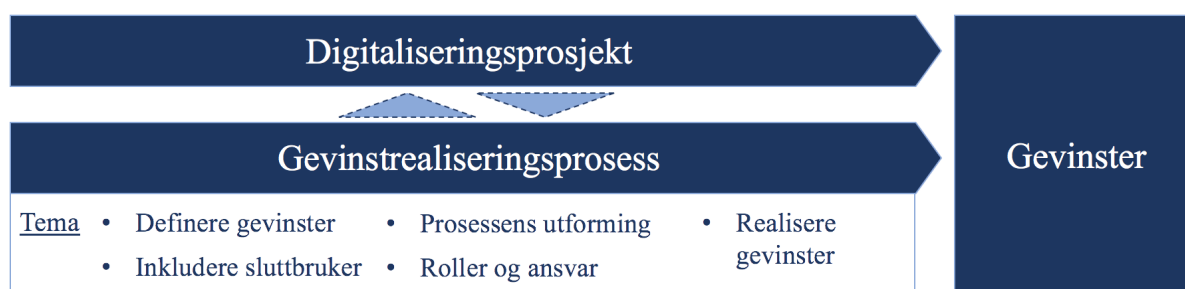 Digitaliseringsprosjekt
Gevinstrealiseringsprosess
Gevinster
Tema
• Definere gevinster
• Inkludere sluttbruker
• Prosessens utforming
• Roller og ansvar
• Realisere
gevinster